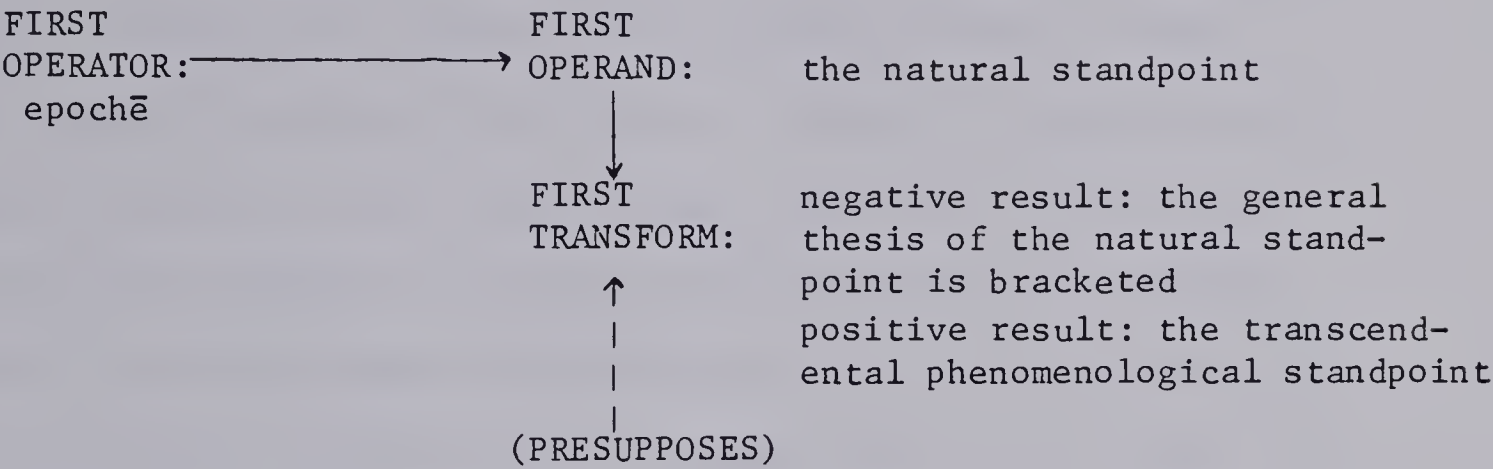 FIRST FIRST
OPERATOR: OPERAND: the natural standpoint
epochē
FIRST negative result: the general
TRANSFORM: thesis of the natural stand-
point is bracketed
positive result: the transcend-
ental phenomenological standpoint
(PRESUPPOSES)